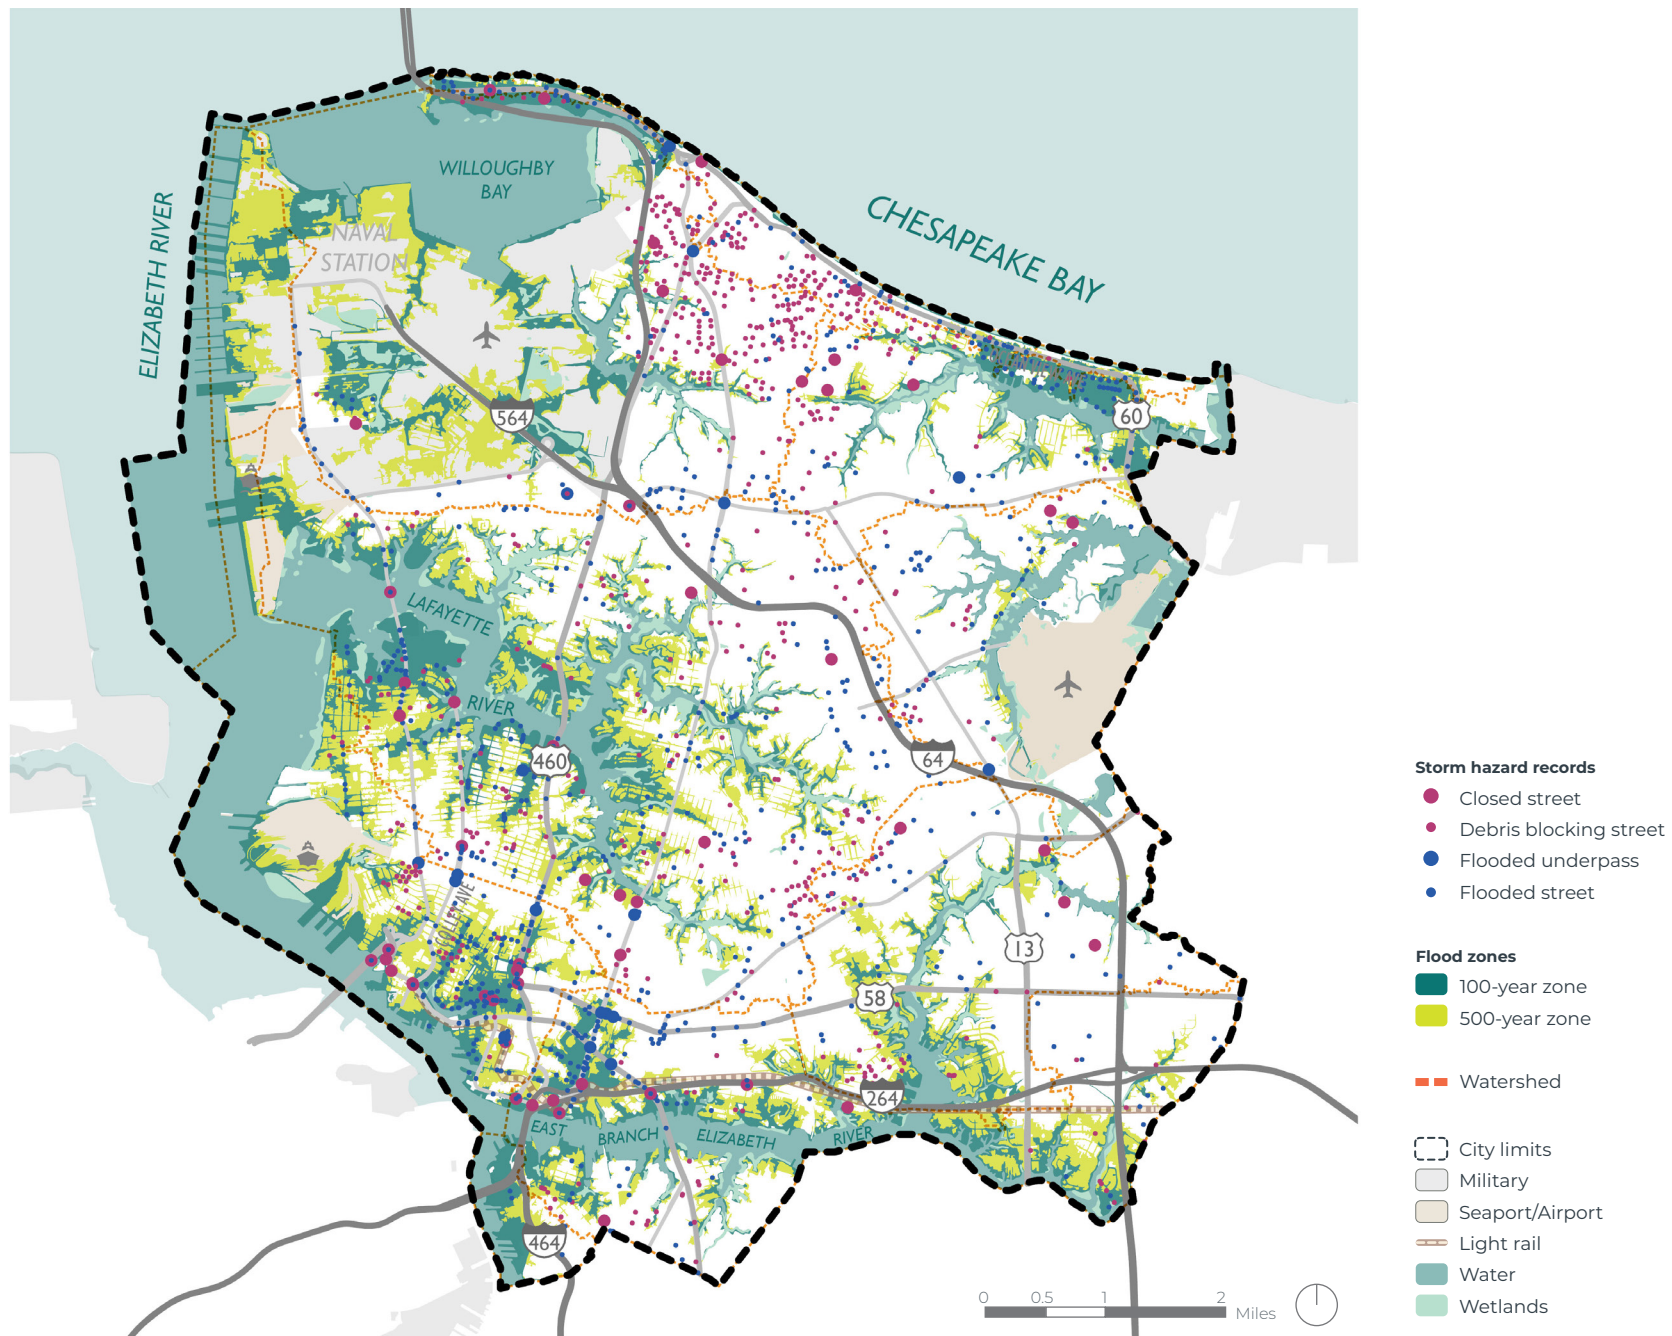 WILLOUGHBY
BAY
ELIZABETH RIVER
NAVAL
STATION
CHESAPEAKE BAY
564
60
LAFAYETTE
RIVER
460
64
COLLEY AVE
13
58
264
EAST
BRANCH
ELIZABETH
RIVER
464
0
0.5
1
2
Miles
Storm hazard records
Closed street
Debris blocking street
Flooded underpass
Flooded street
Flood zones
100-year zone
500-year zone
Watershed
City limits
Military
Seaport/Airport
Light rail
Water
Wetlands